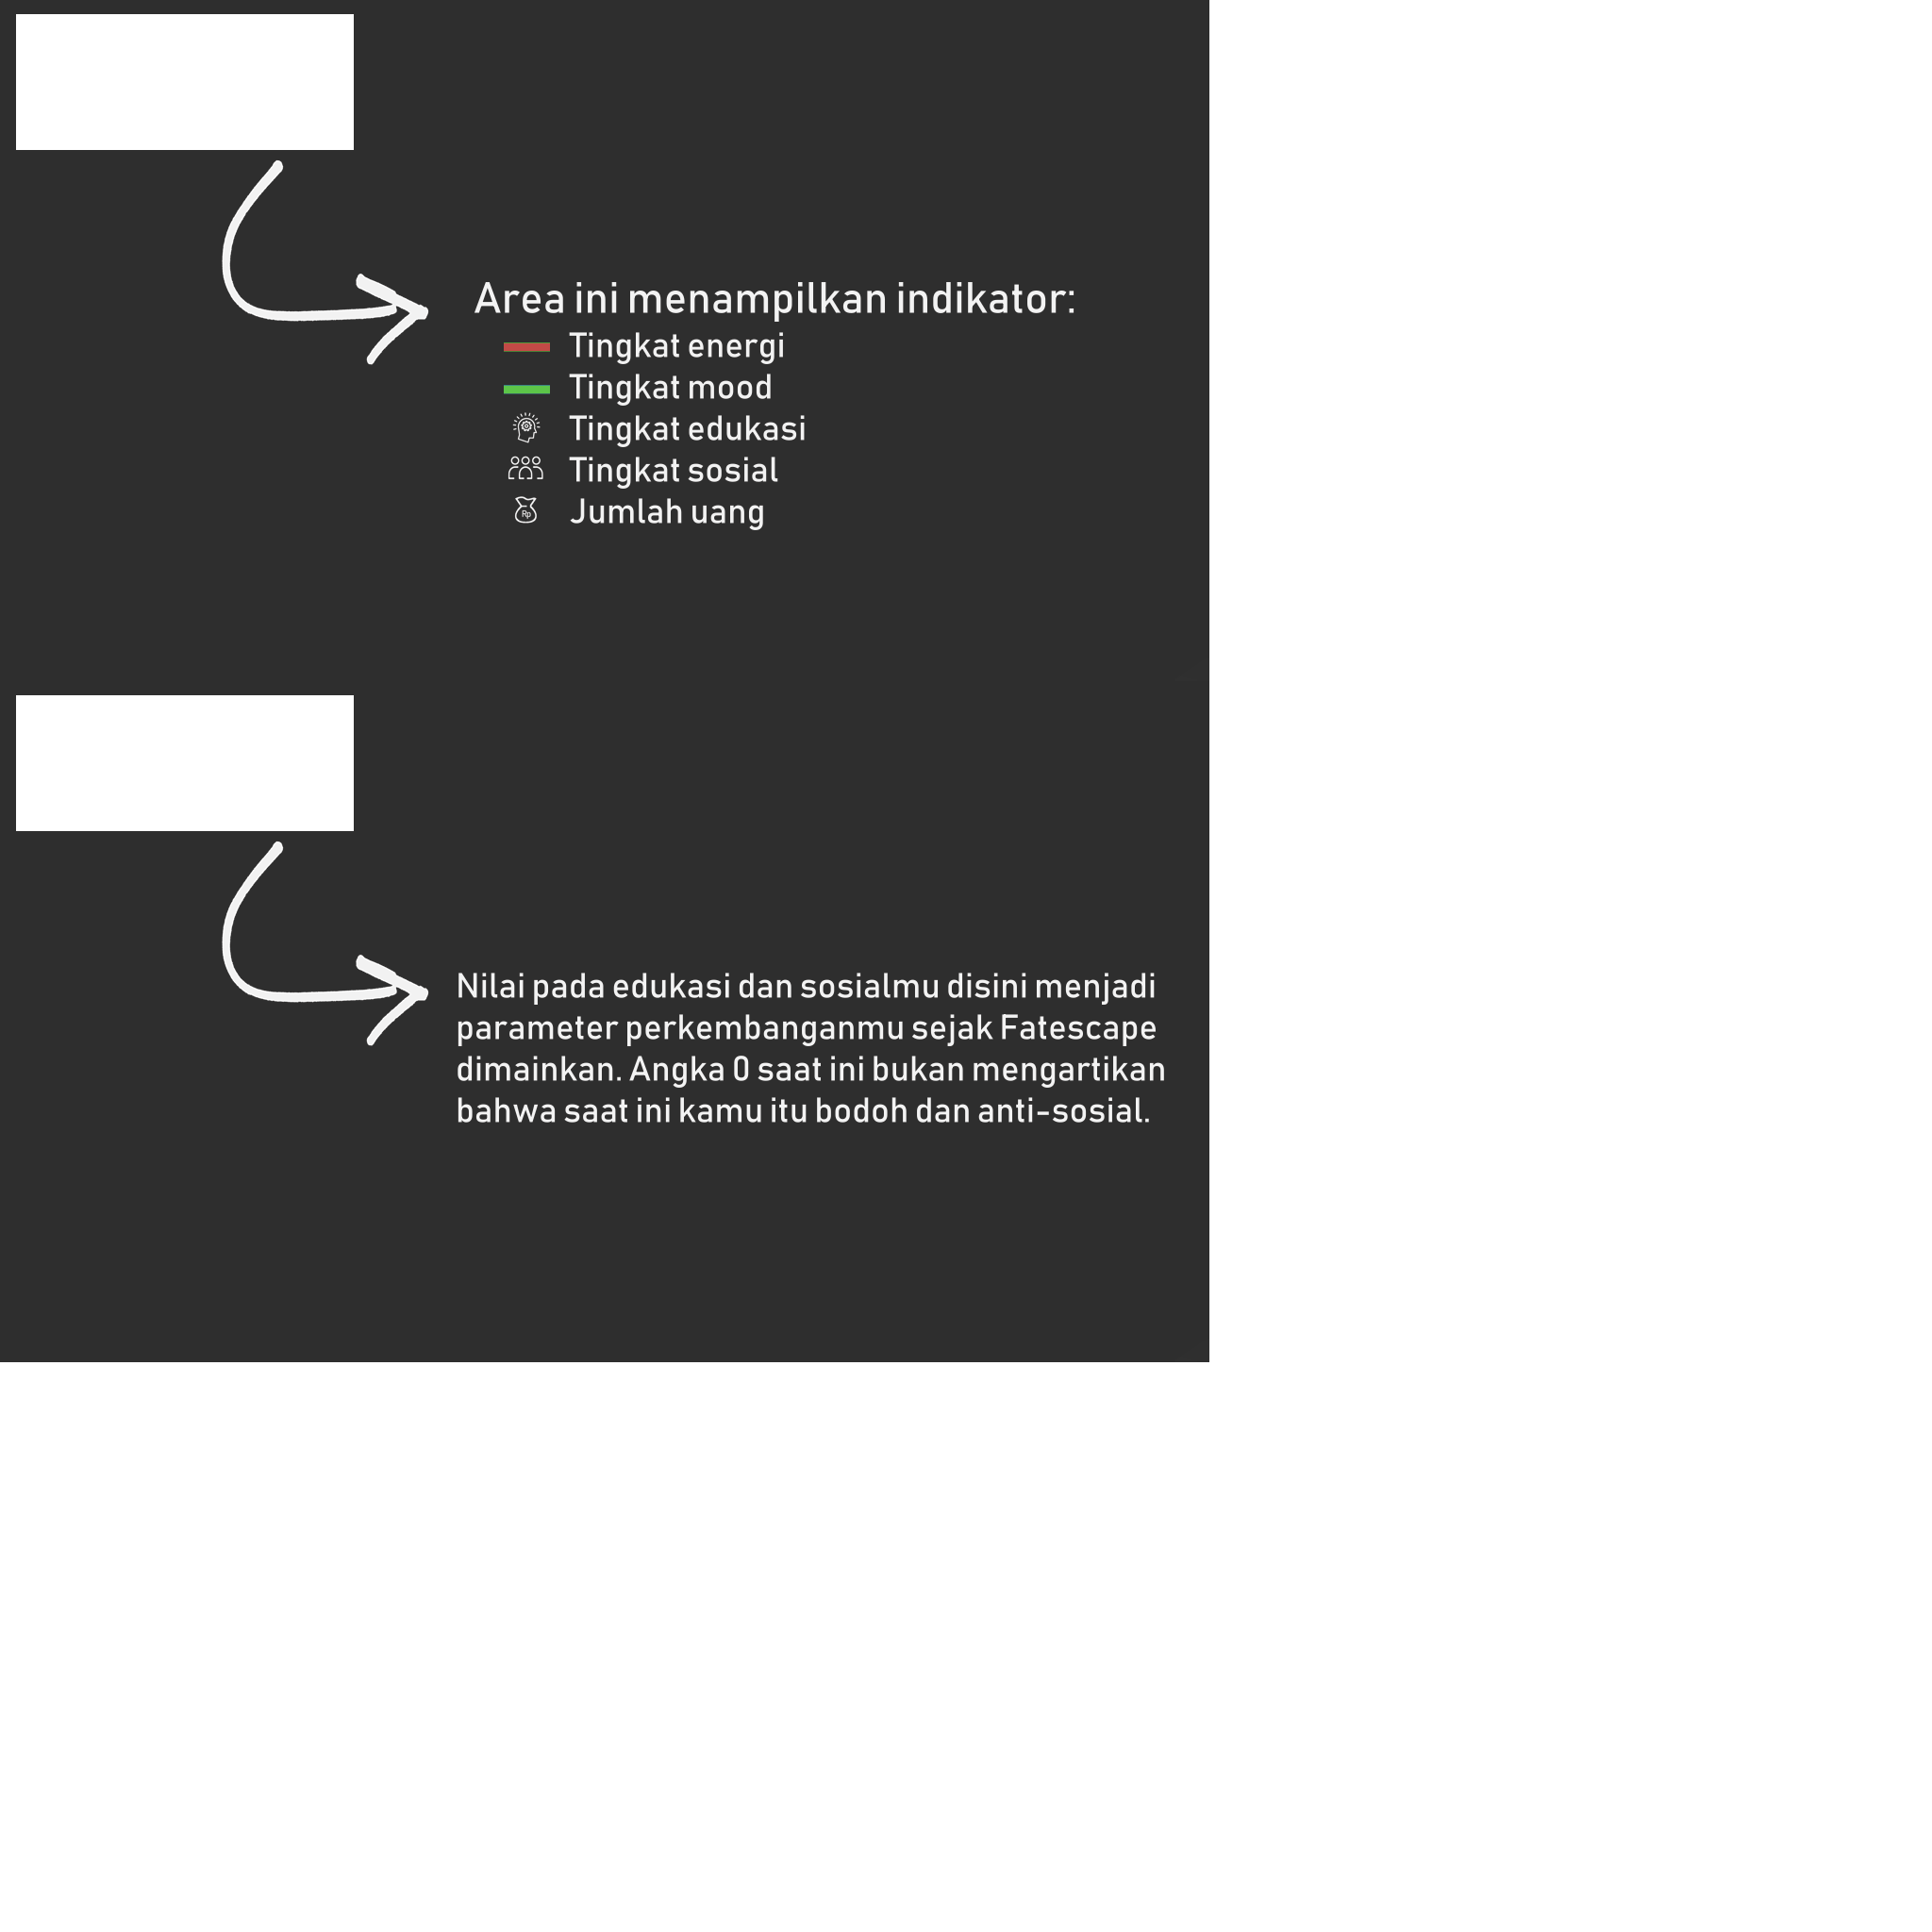 Area ini menampilkan indikator:
Tingkat energi
Tingkat mood
Tingkat edukasi
Tingkat sosial
Rp
Jumlah uang
Nilai pada edukasi dan sosialmu disini menjadi
parameter perkembanganmu sejak Fatescape
dimainkan. Angka 0 saat ini bukan mengartikan
bahwa saat ini kamu itu bodoh dan anti-sosial.